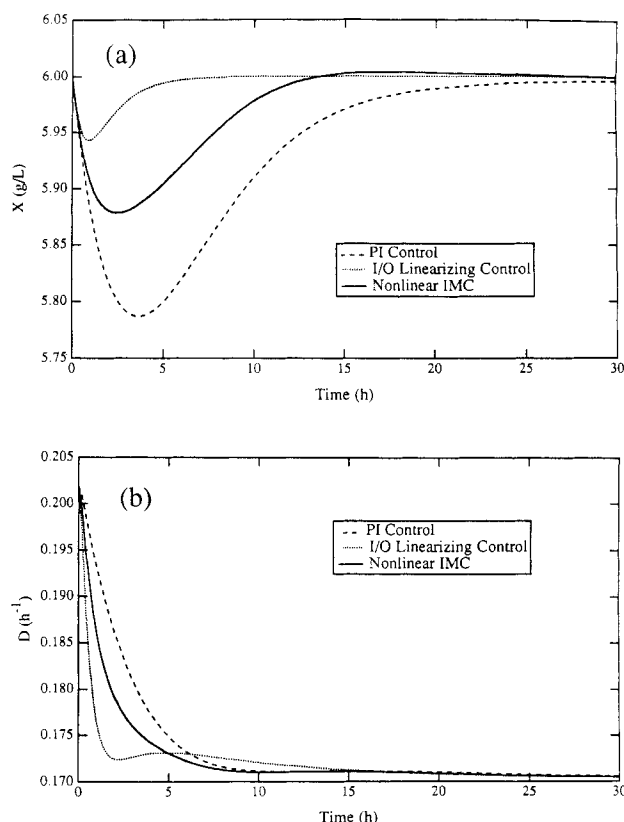 6.05
(a)
6.00
5.95
5.90
5.85
5.80
5.75
X (g/L)
PI Control
I/O Linearizing Control
Nonlinear IMC
0 5 10 15 20 25 30
Time (h)
0.205
(b)
0.200
0.195
0.190
0.185
0.180
0.175
0.170
D (h⁻¹)
PI Control
I/O Linearizing Control
Nonlinear IMC
0 5 10 15 20 25 30
Time (h)